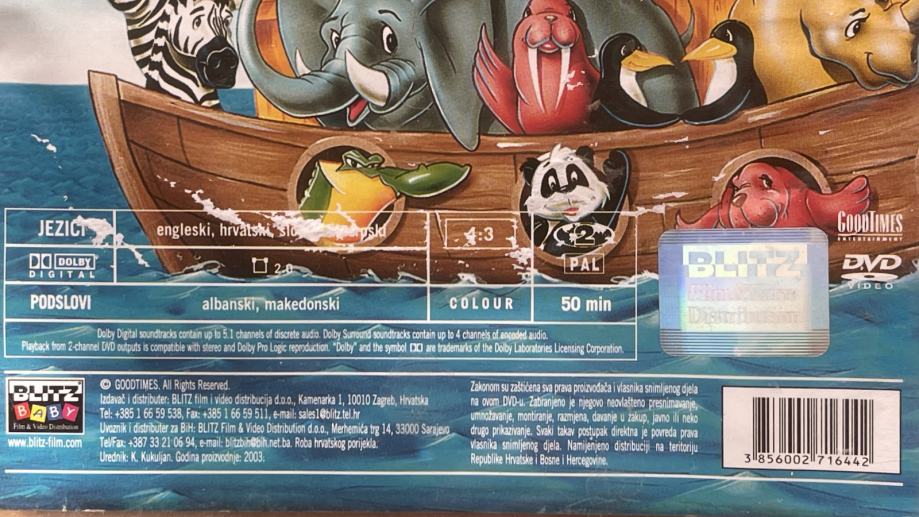 JEZICI
engleski, hrvatski,
4:3
2
GOODTIMES
ENTERTAINMENT
DOLBY
DIGITAL
2.0
PAL
BLITZ
Film & Video
Distribution
DVD
VIDEO
PODSLOVI
albanski, makedonski
COLOUR
50 min
Dolby Digital soundtracks contain up to 5.1 channels of discrete audio. Dolby Surround soundtracks contain up to 4 channels of encoded audio.
Playback from 2-channel DVD outputs is compatible with stereo and Dolby Pro Logic reproduction. "Dolby" and the symbol are trademarks of the Dolby Laboratories Licensing Corporation.
BLITZ
BABY
Film & Video Distribution
www.blitz-film.com
© GOODTIMES. All Rights Reserved.
Izdavač i distributer: BLITZ film i video distribucija d.o.o., Kamenarka 1, 10010 Zagreb, Hrvatska
Tel: +385 1 66 59 538, Fax: +385 1 66 59 511, e-mail: sales1@blitz.tel.hr
Uvoznik i distributer za BiH: BLITZ Film & Video Distribution d.o.o., Merhemića trg 14, 33000 Sarajevo
Tel/Fax: +387 33 21 06 94, e-mail: blitzbih@bih.net.ba. Roba hrvatskog porijekla.
Urednik: K. Kukuljan. Godina proizvodnje: 2003.
Zakonom su zaštićena sva prava proizvođača i vlasnika snimljenog djela
na ovom DVD-u. Zabranjeno je njegovo neovlašteno presnimavanje,
umnožavanje, montiranje, razmjena, davanje u zakup, javno ili neko
drugo prikazivanje. Svaki takav postupak direktna je povreda prava
vlasnika snimljenog djela. Namijenjeno distribuciji na teritoriju
Republike Hrvatske i Bosne i Hercegovine.
3 856002 716442